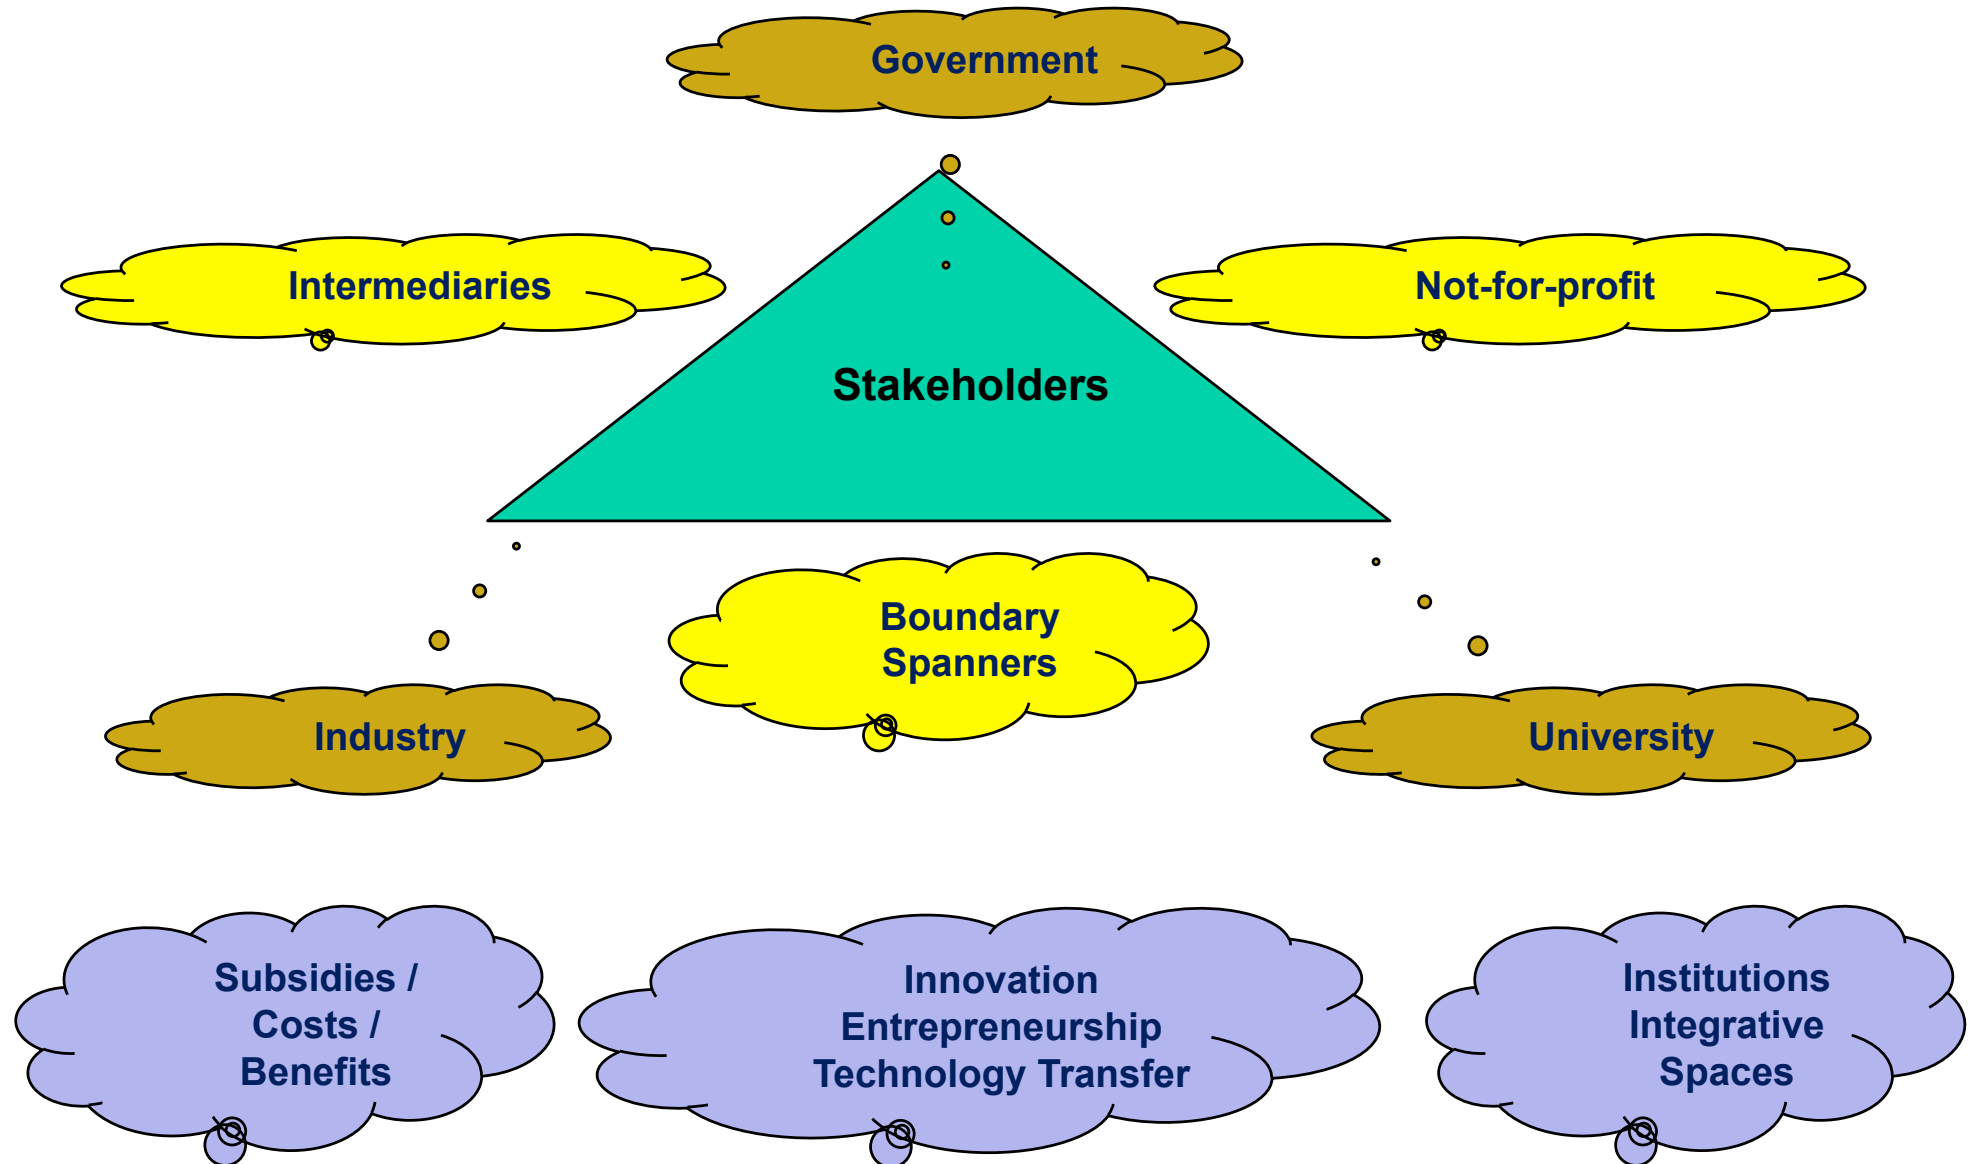 Government
Intermediaries
Not-for-profit
Stakeholders
Boundary
Spanners
Industry
University
Subsidies /
Costs /
Benefits
Innovation
Entrepreneurship
Technology Transfer
Institutions
Integrative
Spaces